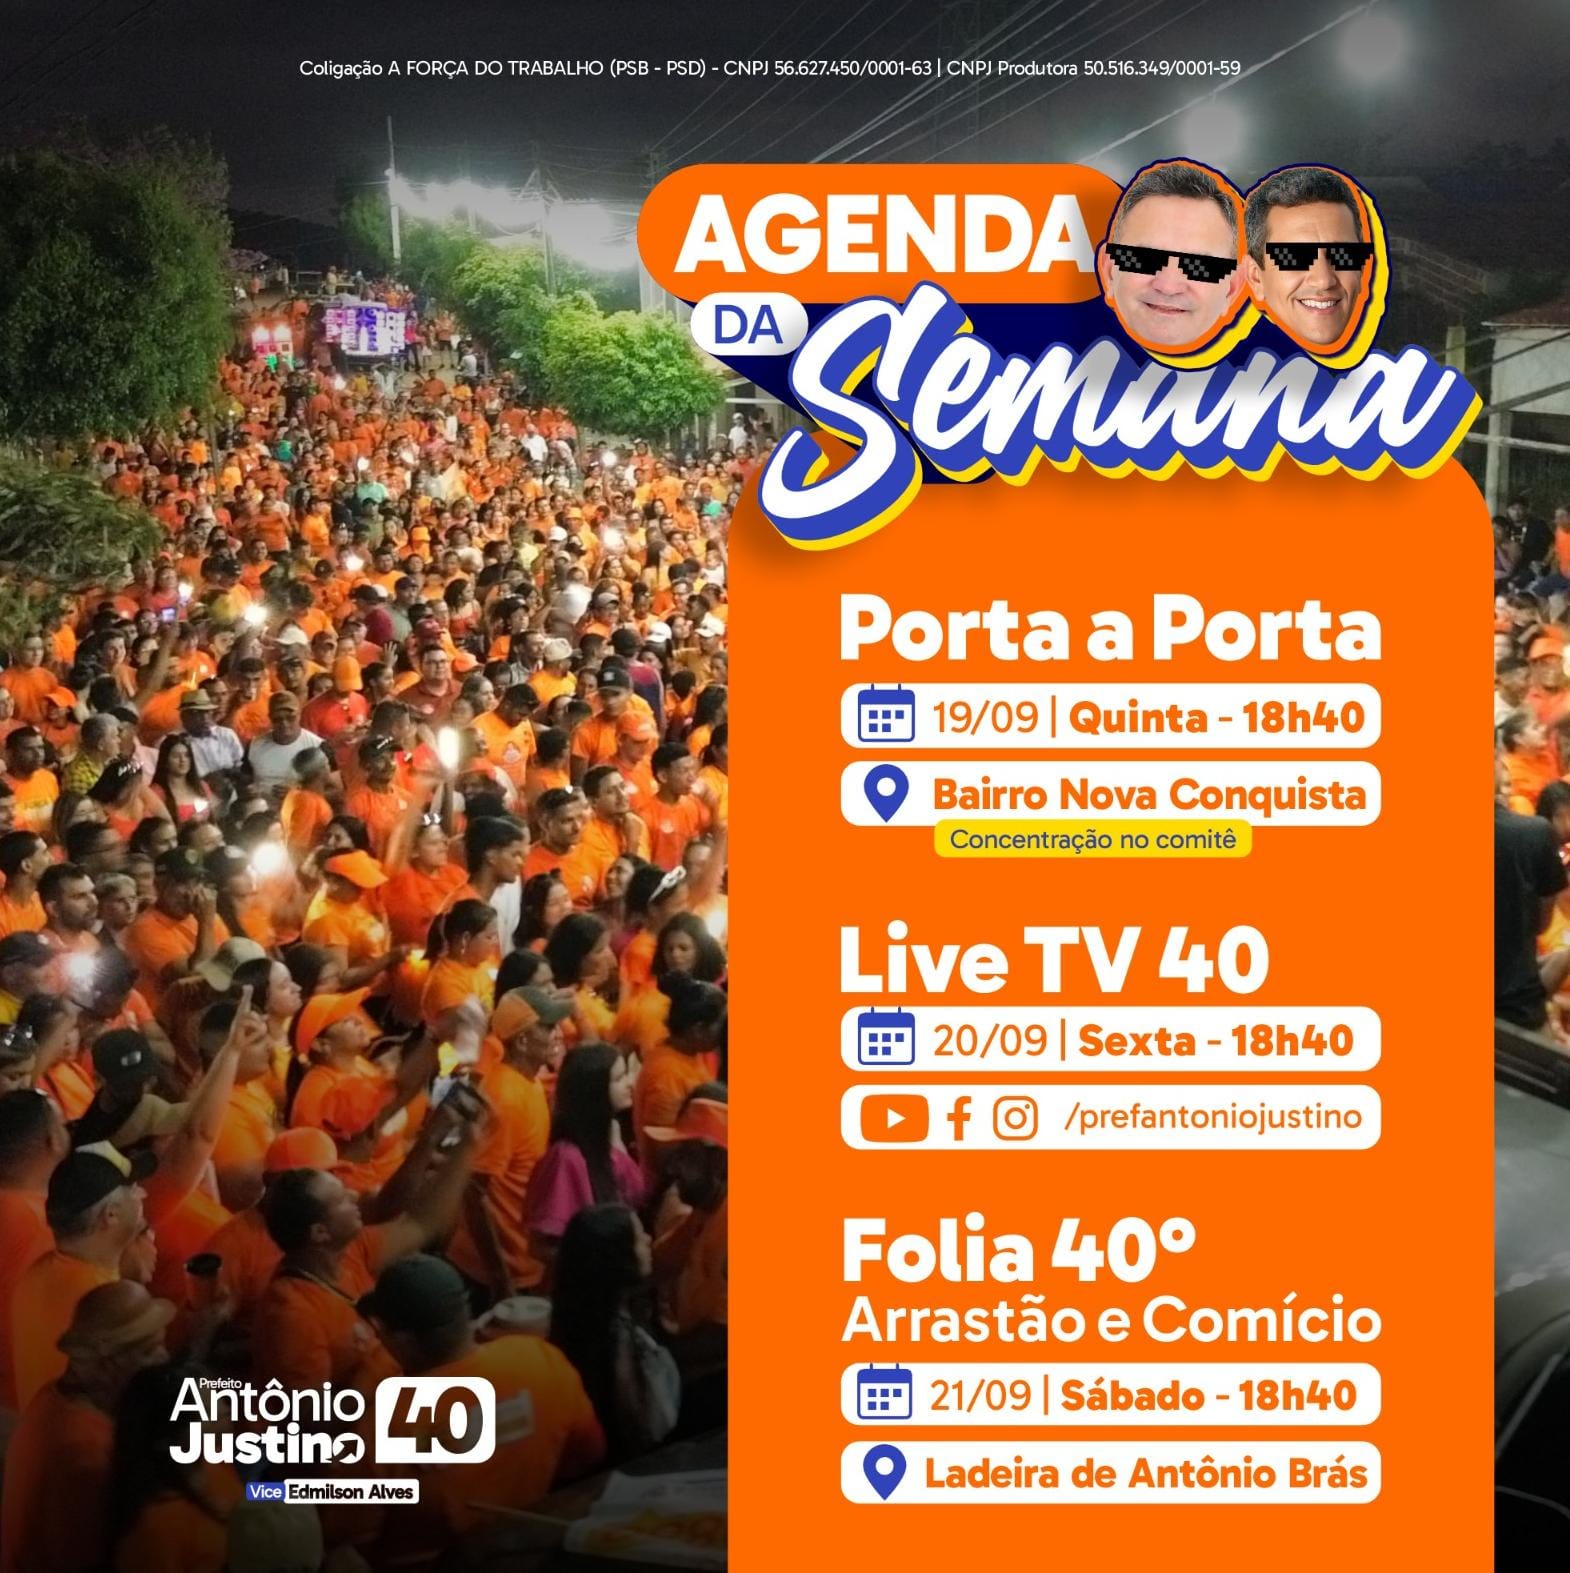 Coligação A FORÇA DO TRABALHO (PSB - PSD) - CNPJ 56.627.450/0001-63 | CNPJ Produtora 50.516.349/0001-59
AGENDA
DA
Semana
Porta a Porta
19/09 | Quinta - 18h40
Bairro Nova Conquista
Concentração no comitê
Live TV 40
20/09 | Sexta - 18h40
/prefantoniojustino
Folia 40º
Arrastão e Comício
21/09 | Sábado - 18h40
Ladeira de Antônio Brás
Prefeito
Antônio
Justino 40
Vice Edmilson Alves